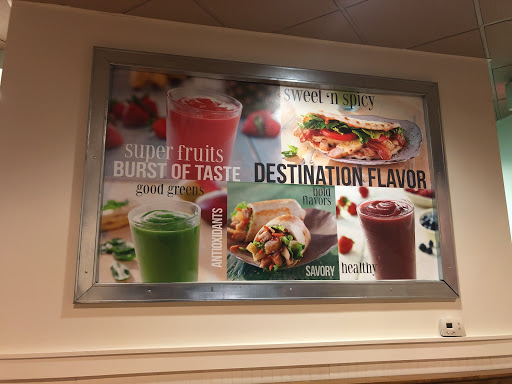 sweet 'n spicy
super fruits
BURST OF TASTE
DESTINATION FLAVOR
good greens
ANTIOXIDANTS
bold
flavors
SAVORY
healthy